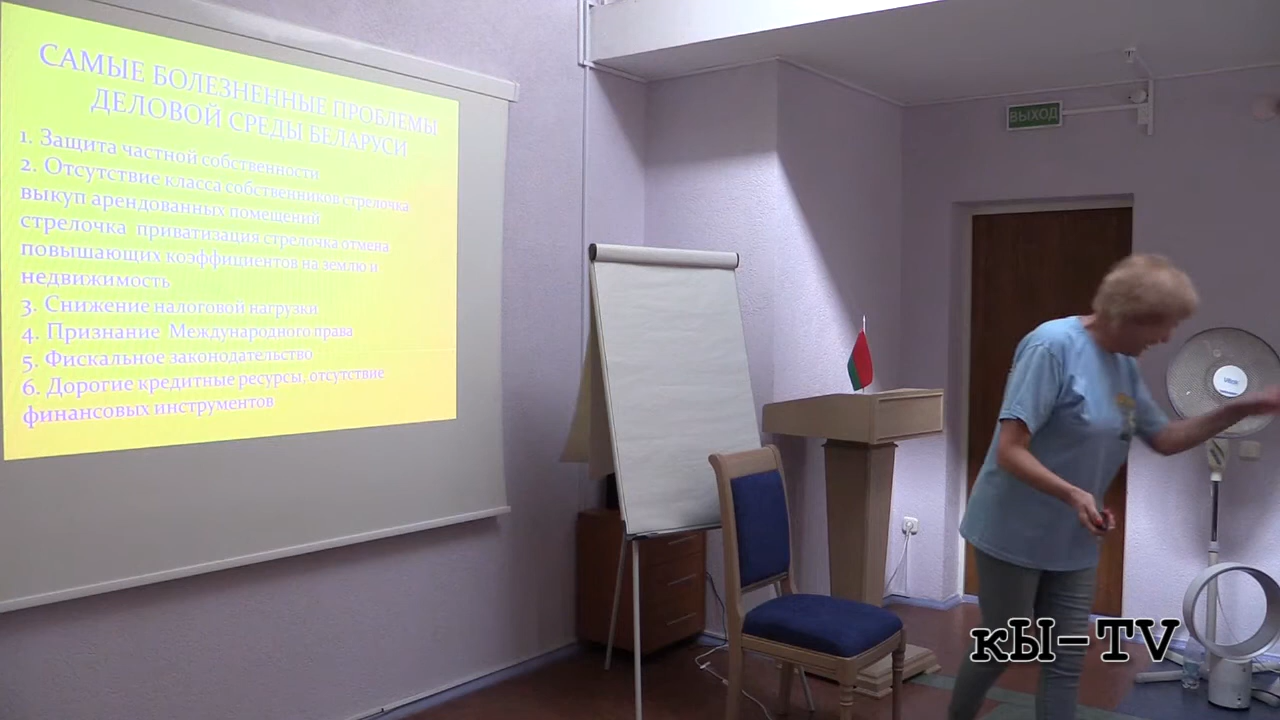 САМЫЕ БОЛЕЗНЕННЫЕ ПРОБЛЕМЫ
ДЕЛОВОЙ СРЕДЫ БЕЛАРУСИ
1. Защита частной собственности
2. Отсутствие класса собственников стрелочка
выкуп арендованных помещений
стрелочка приватизация стрелочка отмена
повышающих коэффициентов на землю и
недвижимость
3. Снижение налоговой нагрузки
4. Признание Международного права
5. Фискальное законодательство
6. Дорогие кредитные ресурсы, отсутствие
финансовых инструментов
ВЫХОД
кЫ-TV